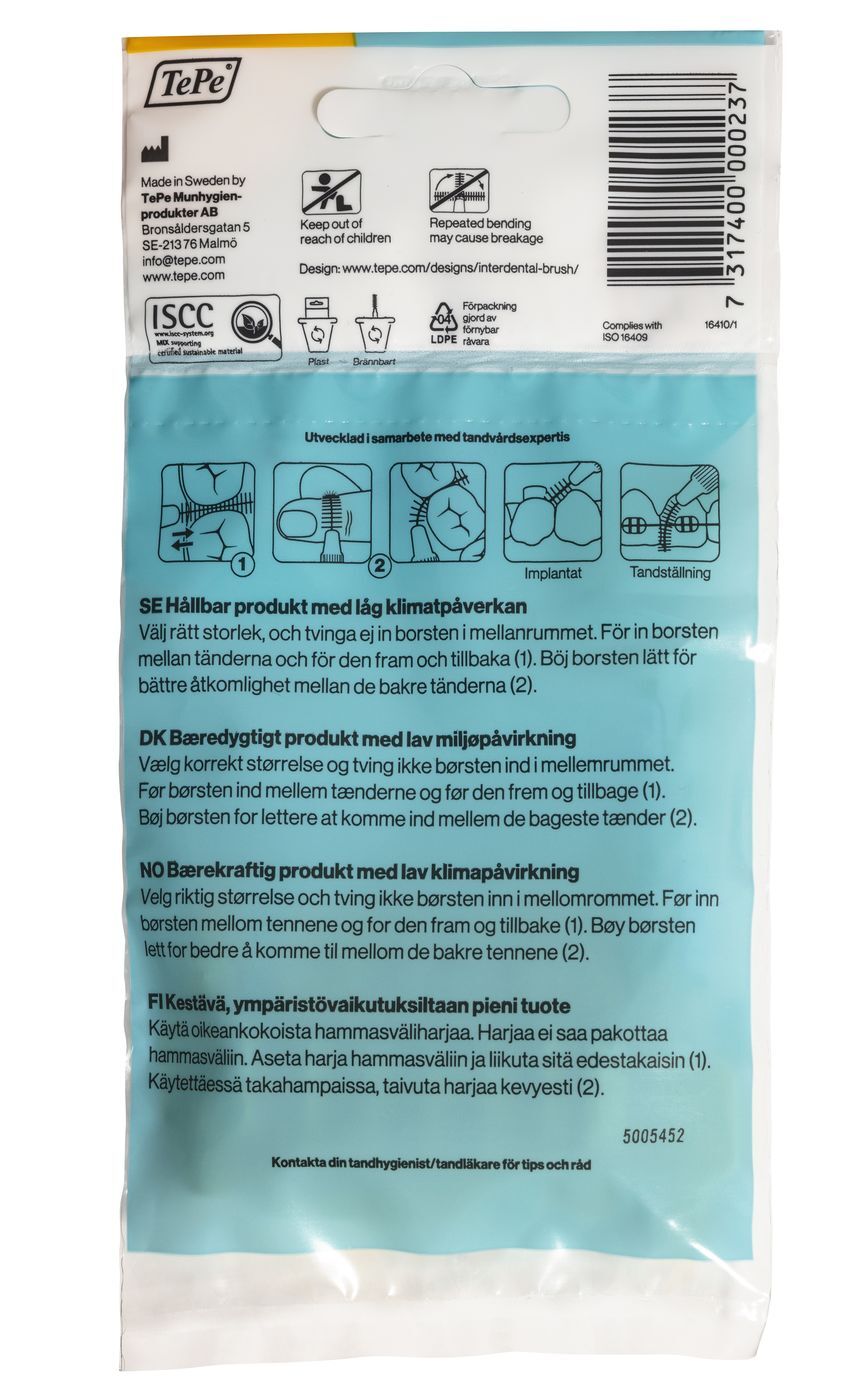 TePe®
Made in Sweden by
TePe Munhygien-
produkter AB
Bronsåldersgatan 5
SE-213 76 Malmö
info@tepe.com
www.tepe.com
Keep out of
reach of children
Repeated bending
may cause breakage
Design: www.tepe.com/designs/interdental-brush/
7 317400 000237
ISCC
www.iscc-system.org
MIX supporting
certified sustainable material
Plast
Brännbart
04
LDPE
Förpackning
gjord av
förnybar
råvara
Complies with
ISO 16409
16410/1
Utvecklad i samarbete med tandvårdsexpertis
1
2
Implantat
Tandställning
SE Hållbar produkt med låg klimatpåverkan
Välj rätt storlek, och tvinga ej in borsten i mellanrummet. För in borsten
mellan tänderna och för den fram och tillbaka (1). Böj borsten lätt för
bättre åtkomlighet mellan de bakre tänderna (2).
DK Bæredygtigt produkt med lav miljøpåvirkning
Vælg korrekt størrelse og tving ikke børsten ind i mellemrummet.
Før børsten ind mellem tænderne og før den frem og tilbage (1).
Bøj børsten for lettere at komme ind mellem de bageste tænder (2).
NO Bærekraftig produkt med lav klimapåvirkning
Velg riktig størrelse och tving ikke børsten inn i mellomrommet. Før inn
børsten mellom tennene og for den fram og tillbake (1). Bøy børsten
lett for bedre å komme til mellom de bakre tennene (2).
FI Kestävä, ympäristövaikutuksiltaan pieni tuote
Käytä oikeankokoista hammasväliharjaa. Harjaa ei saa pakottaa
hammasväliin. Aseta harja hammasväliin ja liikuta sitä edestakaisin (1).
Käytettäessä takahampaissa, taivuta harjaa kevyesti (2).
5005452
Kontakta din tandhygienist/tandläkare för tips och råd